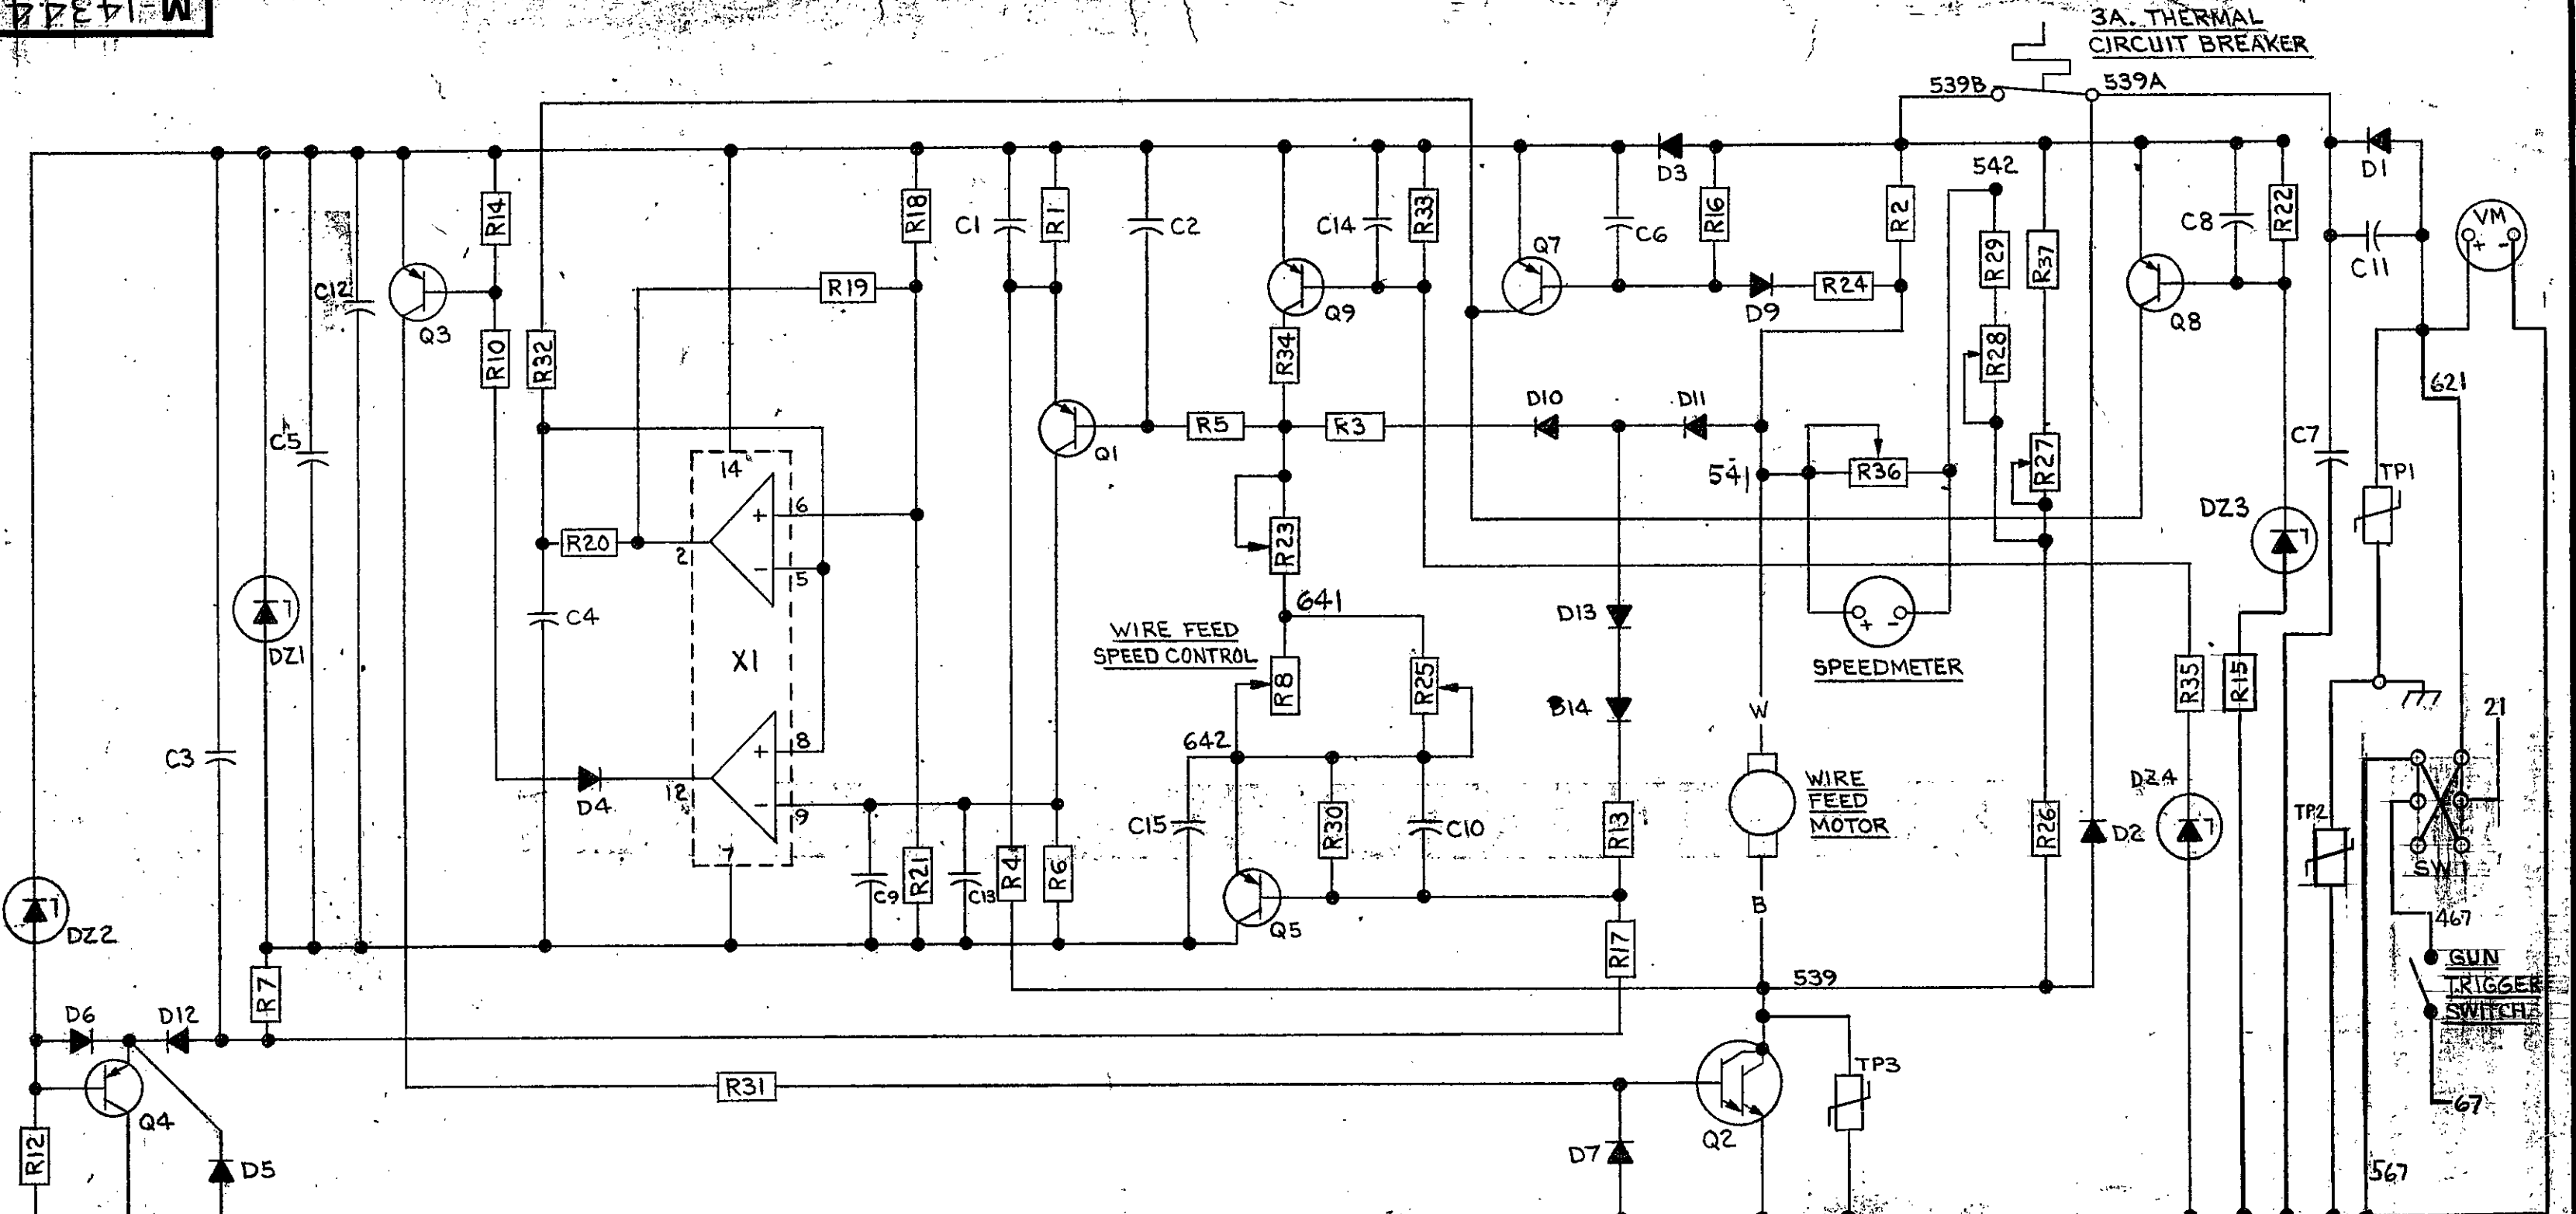 M-14344
3A. THERMAL
CIRCUIT BREAKER
539B
539A
D3
542
D1
VM
+ -
R14
R18
C1
R1
C2
C14
R33
Q7
C6
R16
R2
R29
R37
C8
R22
C11
C12
Q3
R19
Q9
D9
R24
Q8
R10
R32
R34
R28
621
C5
Q1
R5
R3
D10
D11
C7
14
541
R36
R27
TP1
+
6
R20
2
-
5
R23
DZ3
C4
641
D13
+ -
DZ1
X1
WIRE FEED
SPEED CONTROL
R8
R25
SPEEDMETER
R35
R15
D14
W
21
C3
+
8
642
12
D4
-
9
WIRE
FEED
MOTOR
DZ4
TP2
C15
R30
C10
R13
R26
D2
7
C9
R21
C13
R4
R6
SW1
B
467
DZ2
Q5
R17
GUN
TRIGGER
SWITCH
R7
539
D6
D12
R31
TP3
67
Q4
Q2
R12
D5
D7
567